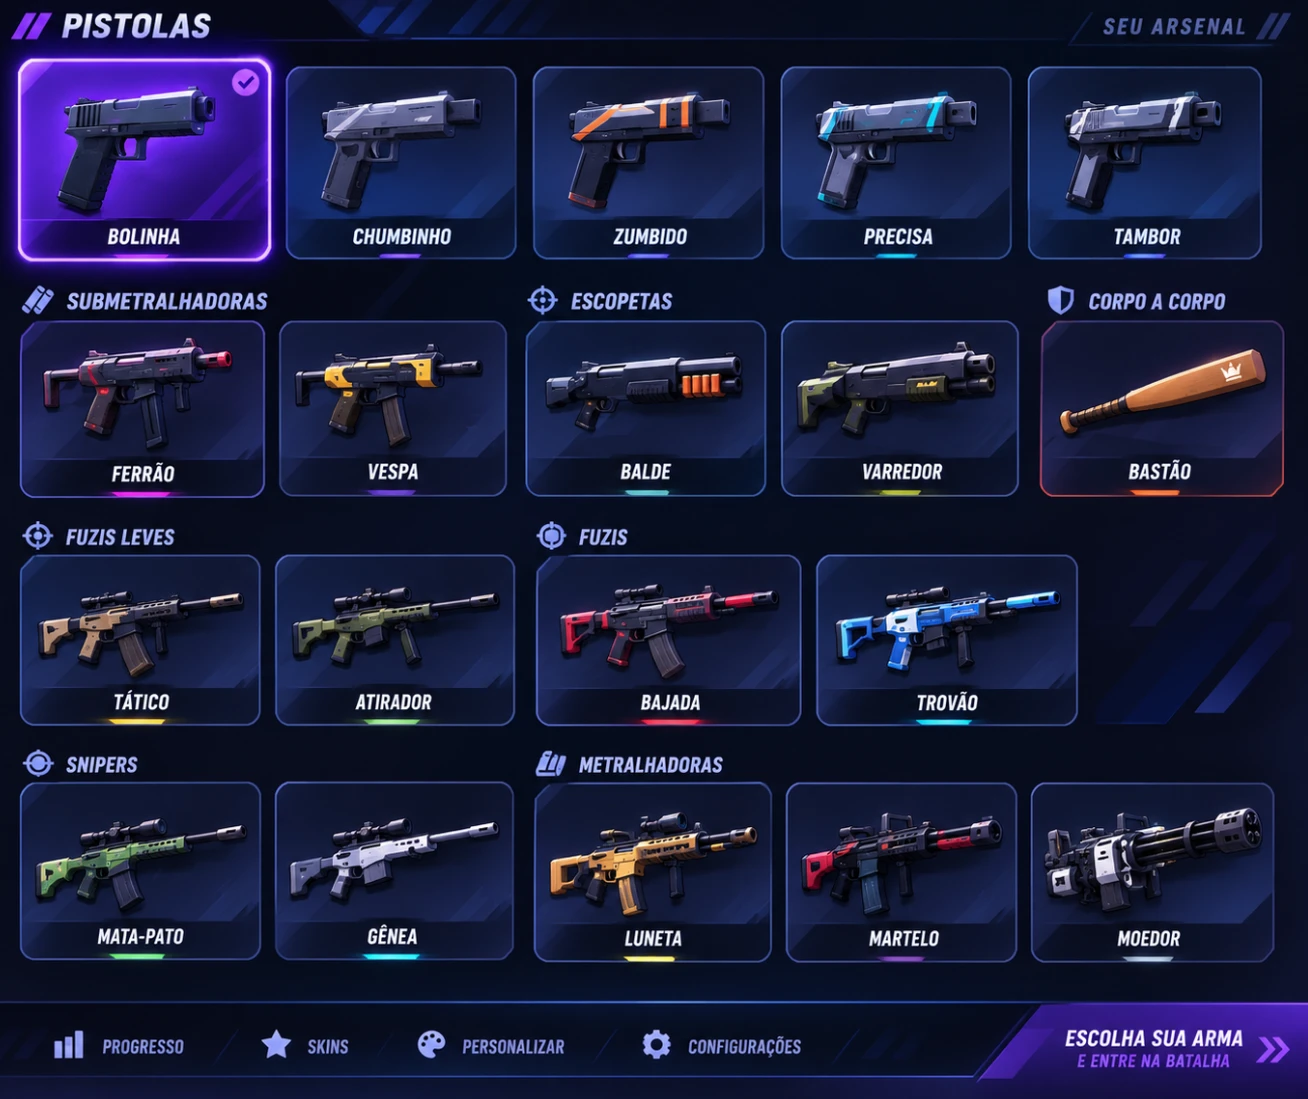 PISTOLAS
SEU ARSENAL
BOLINHA
CHUMBINHO
ZUMBIDO
PRECISA
TAMBOR
SUBMETRALHADORAS
ESCOPETAS
CORPO A CORPO
FERRÃO
VESPA
BALDE
VARREDOR
BASTÃO
FUZIS LEVES
FUZIS
TÁTICO
ATIRADOR
BAJADA
TROVÃO
SNIPERS
METRALHADORAS
MATA-PATO
GÊNEA
LUNETA
MARTELO
MOEDOR
PROGRESSO
SKINS
PERSONALIZAR
CONFIGURAÇÕES
ESCOLHA SUA ARMA
E ENTRE NA BATALHA